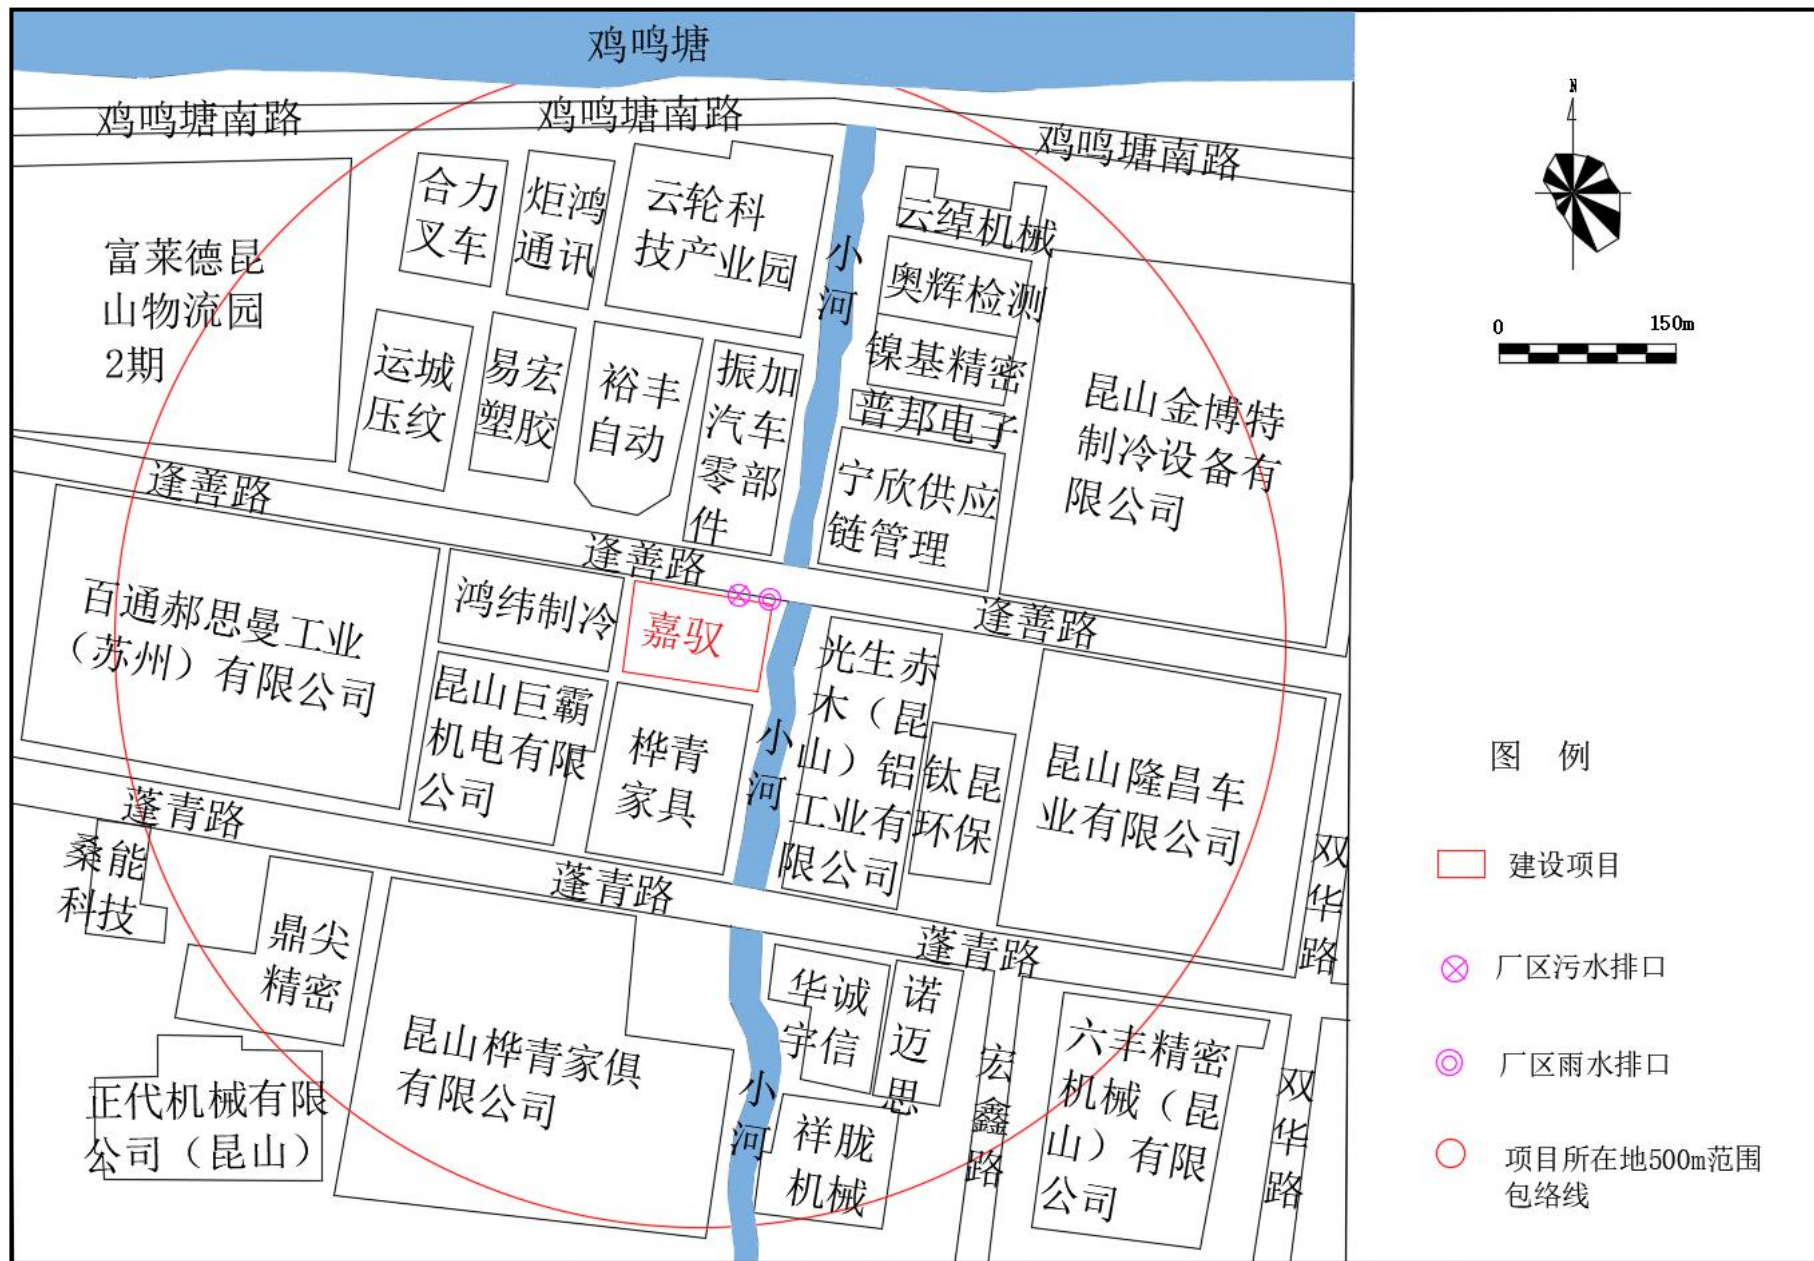 鸡鸣塘
鸡鸣塘南路
鸡鸣塘南路
鸡鸣塘南路
N
0
150m
富莱德昆
山物流园
2期
合力
叉车
炬鸿
通讯
云轮科
技产业园
小
河
云绰机械
奥辉检测
镍基精密
普邦电子
宁欣供应
链管理
昆山金博特
制冷设备有
限公司
运城
压纹
易宏
塑胶
裕丰
自动
振加
汽车
零部
件
逢善路
逢善路
逢善路
百通郝思曼工业
（苏州）有限公司
鸿纬制冷
嘉驭
昆山巨霸
机电有限
公司
桦青
家具
小
河
光生赤
木（昆
山）铝
工业有
限公司
钛昆
环保
昆山隆昌车
业有限公司
双
华
路
蓬青路
蓬青路
蓬青路
桑能
科技
鼎尖
精密
正代机械有限
公司（昆山）
昆山桦青家俱
有限公司
小
河
华诚
宇信
诺
迈
思
祥胧
机械
宏
鑫
路
六丰精密
机械（昆
山）有限
公司
双
华
路
图 例
建设项目
厂区污水排口
厂区雨水排口
项目所在地500m范围
包络线